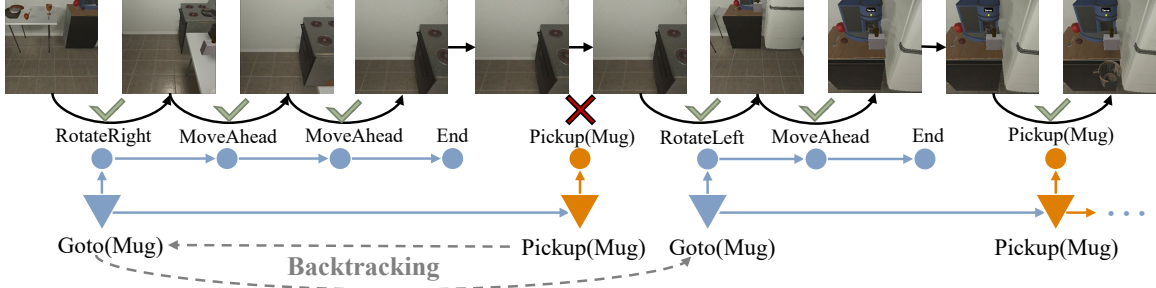 RotateRight MoveAhead MoveAhead End Pickup(Mug) RotateLeft MoveAhead End Pickup(Mug)
Goto(Mug) Pickup(Mug) Goto(Mug) Pickup(Mug)
Backtracking